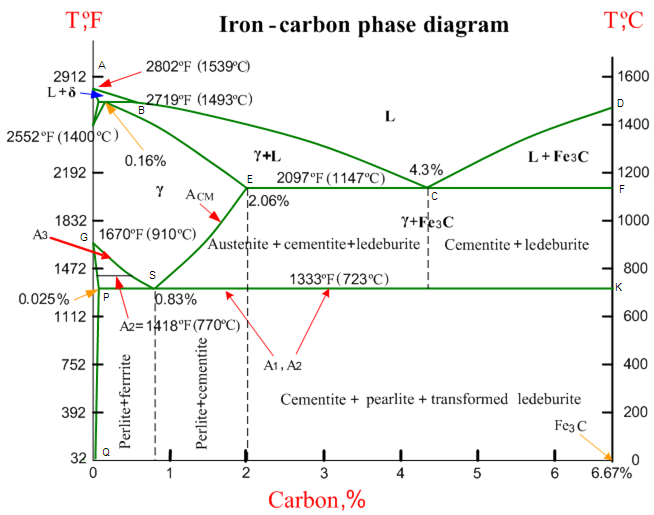 T,ºF
Iron - carbon phase diagram
T,ºC
A
2802ºF (1539ºC)
2912
1600
L + δ
B
2719ºF (1493ºC)
D
L
1400
2552ºF (1400ºC)
0.16%
γ+L
L + Fe3C
4.3%
2192
E
2097ºF (1147ºC)
1200
γ
ACM
2.06%
C
F
1832
γ+Fe3C
1000
G
A3
1670ºF (910ºC)
Austenite + cementite+ledeburite
Cementite + ledeburite
1472
S
1333ºF (723ºC)
800
K
0.025%
P
0.83%
1112
A2=1418ºF (770ºC)
600
Perlite+ferrrite
Perlite+cementite
A1, A2
752
400
Cementite + pearlite + transformed ledeburite
392
200
Fe3C
Q
32
0
0
1
2
3
4
5
6
6.67%
Carbon,%